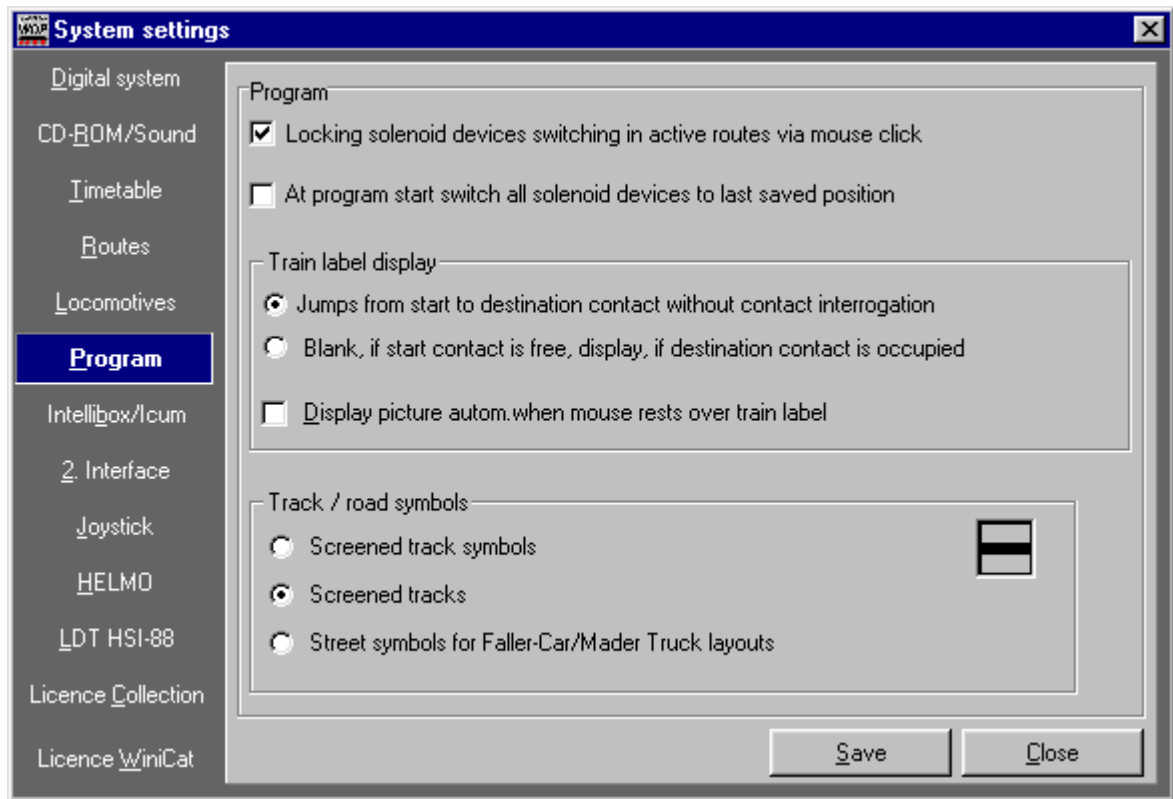 System settings
Digital system
CD-ROM/Sound
Timetable
Routes
Locomotives
Program
Intellibox/Icum
2. Interface
Joystick
HELMO
LDT HSI-88
Licence Collection
Licence WiniCat
Program
Locking solenoid devices switching in active routes via mouse click
At program start switch all solenoid devices to last saved position
Train label display
Jumps from start to destination contact without contact interrogation
Blank, if start contact is free, display, if destination contact is occupied
Display picture autom.when mouse rests over train label
Track / road symbols
Screened track symbols
Screened tracks
Street symbols for Faller-Car/Mader Truck layouts
Save
Close